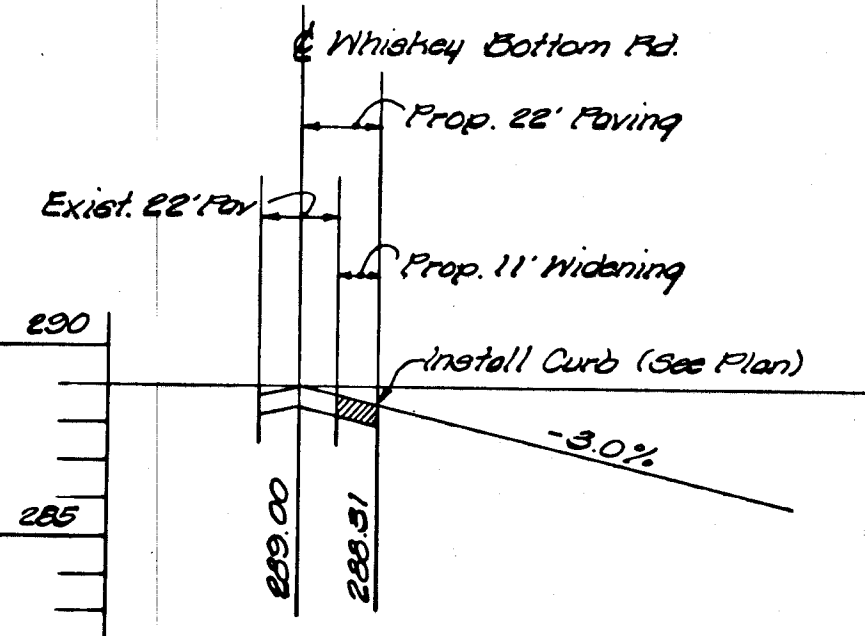 ℄ Whiskey Bottom Rd.
Prop. 22' Paving
Exist. 22' Pav
Prop. 11' Widening
290
Install Curb (See Plan)
-3.0%
285
289.00
288.31